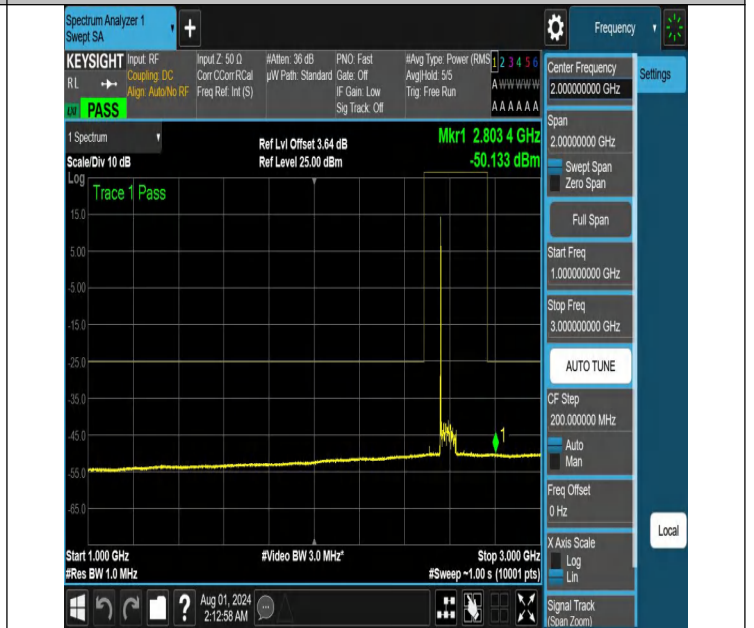 Spectrum Analyzer 1
Swept SA
+
Frequency
KEYSIGHT
RL
Input: RF
Coupling: DC
Align: Auto/No RF
Input Z: 50 Ω
Corr CCorr RCal
Freq Ref: Int (S)
#Atten: 36 dB
µW Path: Standard
PNO: Fast
Gate: Off
IF Gain: Low
Sig Track: Off
#Avg Type: Power (RMS
Avg|Hold: 5/5
Trig: Free Run
1 2 3 4 5 6
A W W W W W
A A A A A A
PASS
1 Spectrum
Scale/Div 10 dB
Ref Lvl Offset 3.64 dB
Ref Level 25.00 dBm
Mkr1 2.803 4 GHz
-50.133 dBm
Log
Trace 1 Pass
15.0
5.00
-5.00
-15.0
-25.0
-35.0
-45.0
-55.0
-65.0
1
Start 1.000 GHz
#Res BW 1.0 MHz
#Video BW 3.0 MHz*
Stop 3.000 GHz
#Sweep ~1.00 s (10001 pts)
?
Aug 01, 2024
2:12:58 AM
Center Frequency
2.000000000 GHz
Settings
Span
2.00000000 GHz
Swept Span
Zero Span
Full Span
Start Freq
1.000000000 GHz
Stop Freq
3.000000000 GHz
AUTO TUNE
CF Step
200.000000 MHz
Auto
Man
Freq Offset
0 Hz
X Axis Scale
Log
Lin
Local
Signal Track
(Span Zoom)